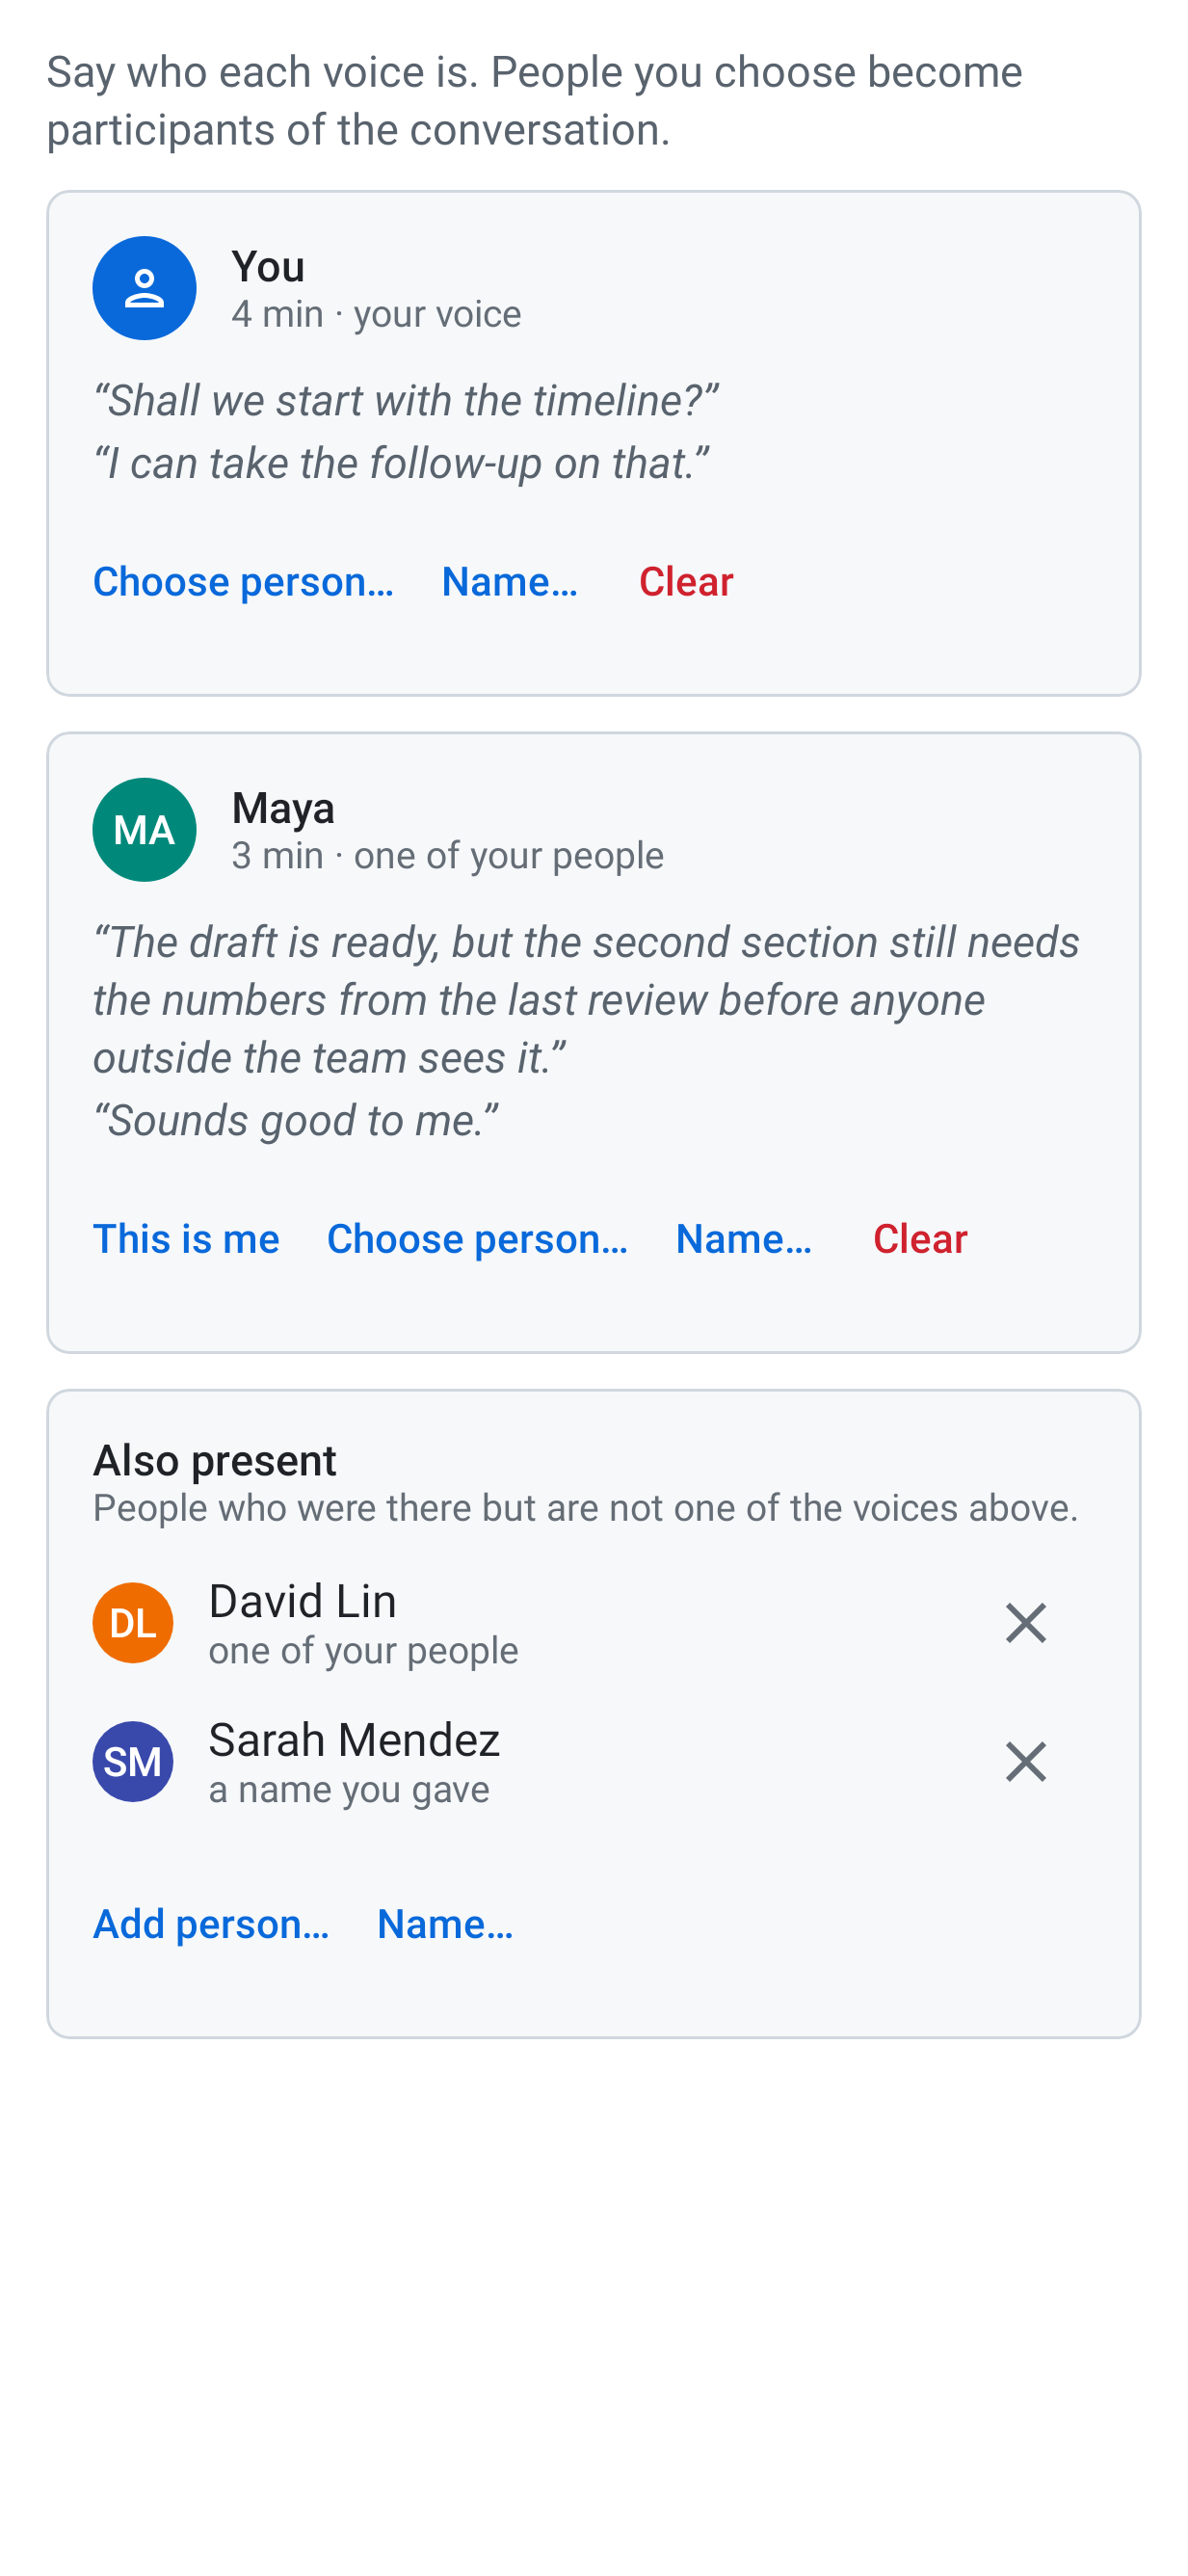 Say who each voice is. People you choose become
participants of the conversation.
You
4 min · your voice
“Shall we start with the timeline?”
“I can take the follow-up on that.”
Choose person… Name… Clear
MA
Maya
3 min · one of your people
“The draft is ready, but the second section still needs
the numbers from the last review before anyone
outside the team sees it.”
“Sounds good to me.”
This is me Choose person… Name… Clear
Also present
People who were there but are not one of the voices above.
DL
David Lin
one of your people
SM
Sarah Mendez
a name you gave
Add person… Name…